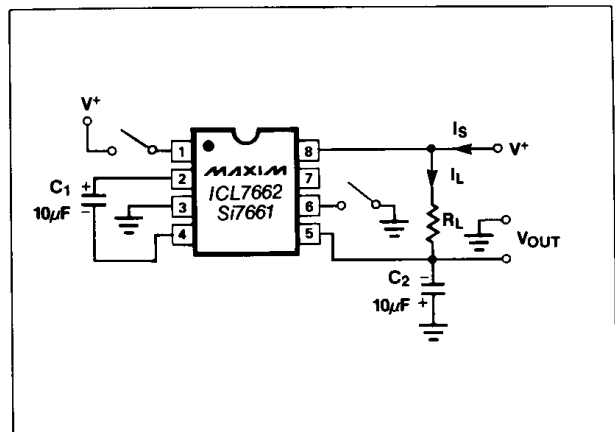 V+
1
2
3
4
8
7
6
5
MAXIM
ICL7662
Si7661
C1
+
10µF
−
IS
V+
IL
RL
VOUT
C2
−
10µF
+